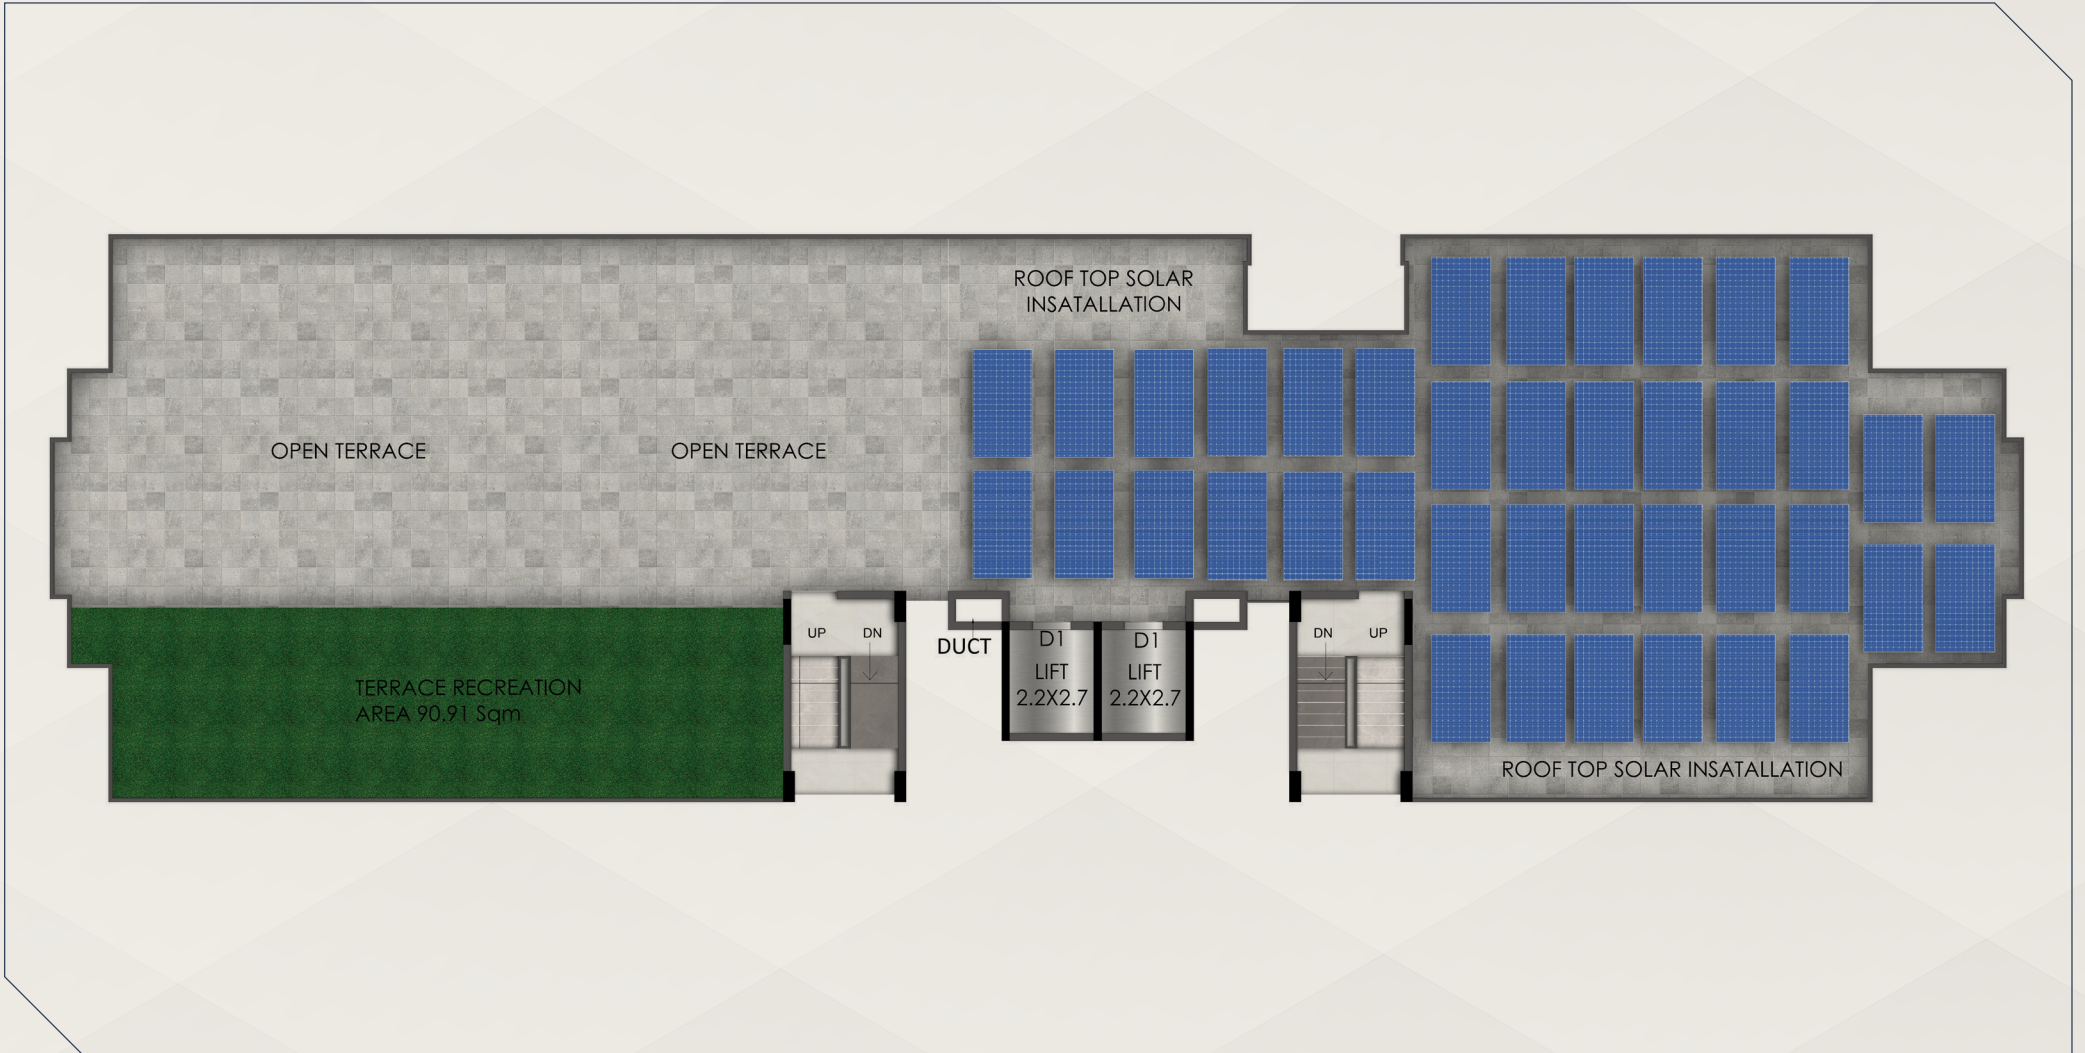 ROOF TOP SOLAR
INSATALLATION
OPEN TERRACE
OPEN TERRACE
UP
DN
DUCT
D1
LIFT
2.2X2.7
D1
LIFT
2.2X2.7
DN
UP
TERRACE RECREATION
AREA 90.91 Sqm
ROOF TOP SOLAR INSATALLATION